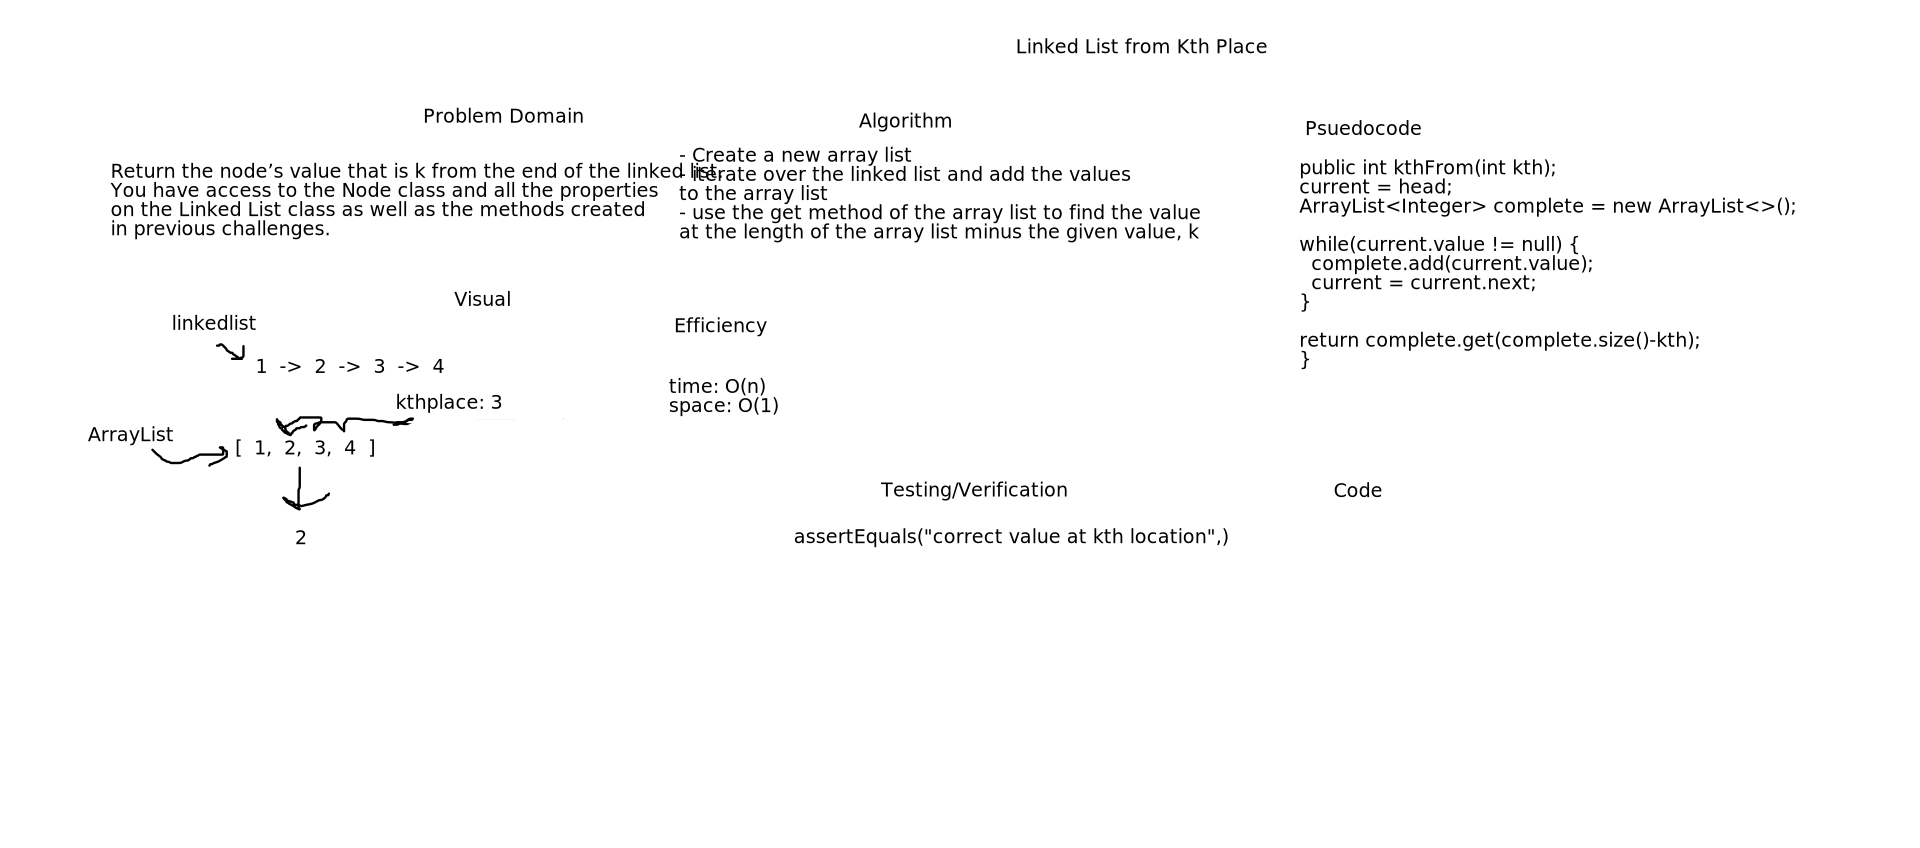 Linked List from Kth Place
Problem Domain
Return the node’s value that is k from the end of the linked list.
You have access to the Node class and all the properties
on the Linked List class as well as the methods created
in previous challenges.
Visual
linkedlist
1 -> 2 -> 3 -> 4
kthplace: 3
ArrayList
[ 1, 2, 3, 4 ]
2
Algorithm
- Create a new array list
- iterate over the linked list and add the values
to the array list
- use the get method of the array list to find the value
at the length of the array list minus the given value, k
Efficiency
time: O(n)
space: O(1)
Testing/Verification
assertEquals("correct value at kth location",)
Psuedocode
public int kthFrom(int kth);
current = head;
ArrayList<Integer> complete = new ArrayList<>();
while(current.value != null) {
complete.add(current.value);
current = current.next;
}
return complete.get(complete.size()-kth);
}
Code